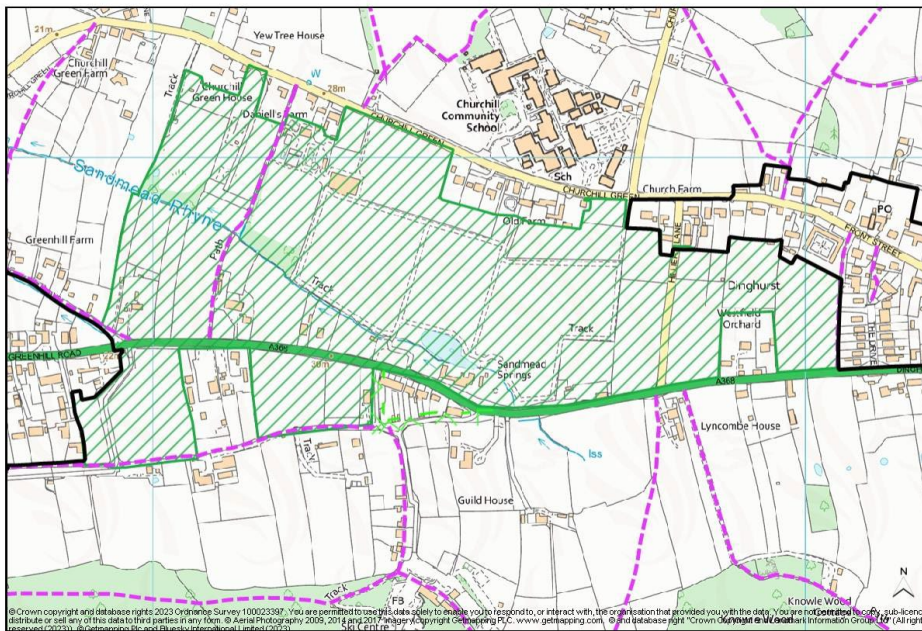 21m
Yew Tree House
Churchill
Green Farm
Track
Churchill
Green House
W
28m
Daniell's Farm
CHURCHILL GREEN
Churchill
Community
School
Sch
CHURCHILL GREEN
Church Farm
PO
FRONT STREET
Old Farm
Sandmead Rhyne
Greenhill Farm
Path
Track
HILLIERS LANE
Dinghurst
Westfield
Orchard
THE DRIVE
Track
Sandmead
Springs
GREENHILL ROAD
A368
30m
A368
Lyncombe House
Iss
Track
Guild House
Track
FB
Ski Centre
Knowle Wood
N
© Crown copyright and database rights 2023 Ordnance Survey 100023397. You are permitted to use this data solely to enable you to respond to, or interact with, the organisation that provided you with the data. You are not permitted to copy, sub-licence,
distribute or sell any of this data to third parties in any form. © Aerial Photography 2009, 2014 and 2017 Imagery copyright Getmapping PLC. www.getmapping.com. © and database right "Crown Copyright and Landmark Information Group Ltd" (All rights
reserved (2023)). © Getmapping Plc and Bluesky International Limited (2023).